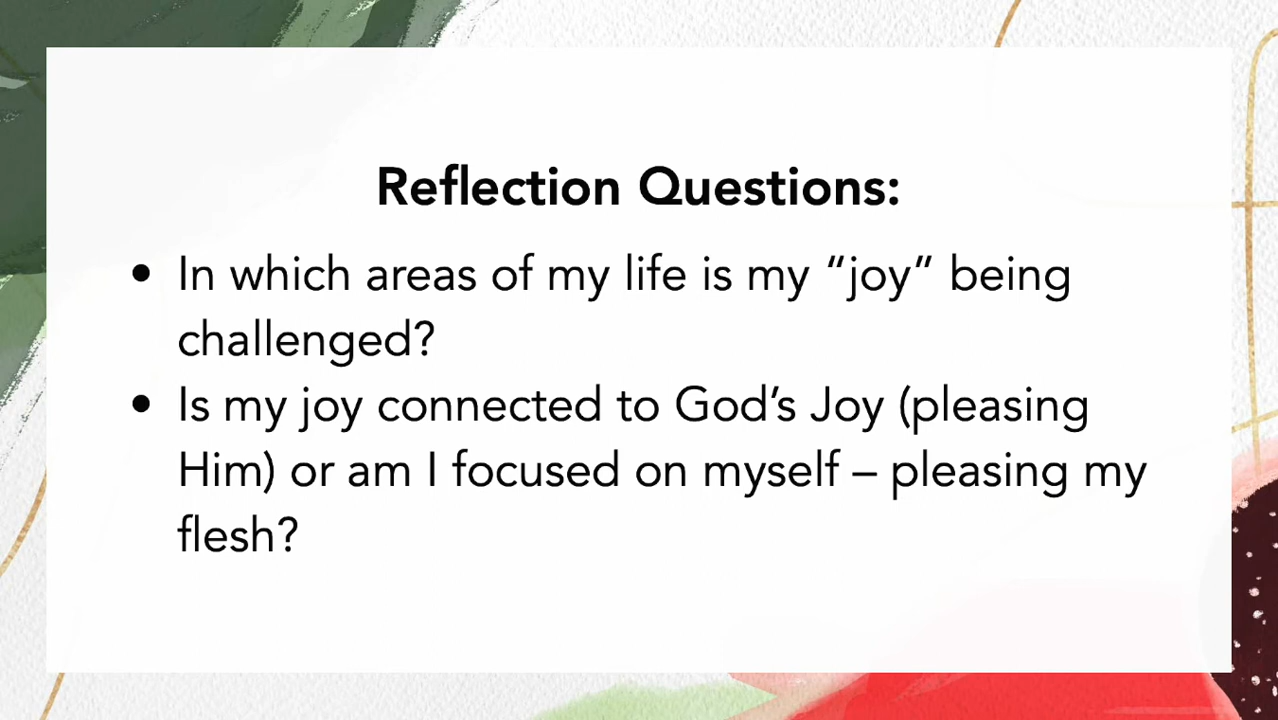 Reflection Questions:
• In which areas of my life is my “joy” being
challenged?
• Is my joy connected to God’s Joy (pleasing
Him) or am I focused on myself – pleasing my
flesh?